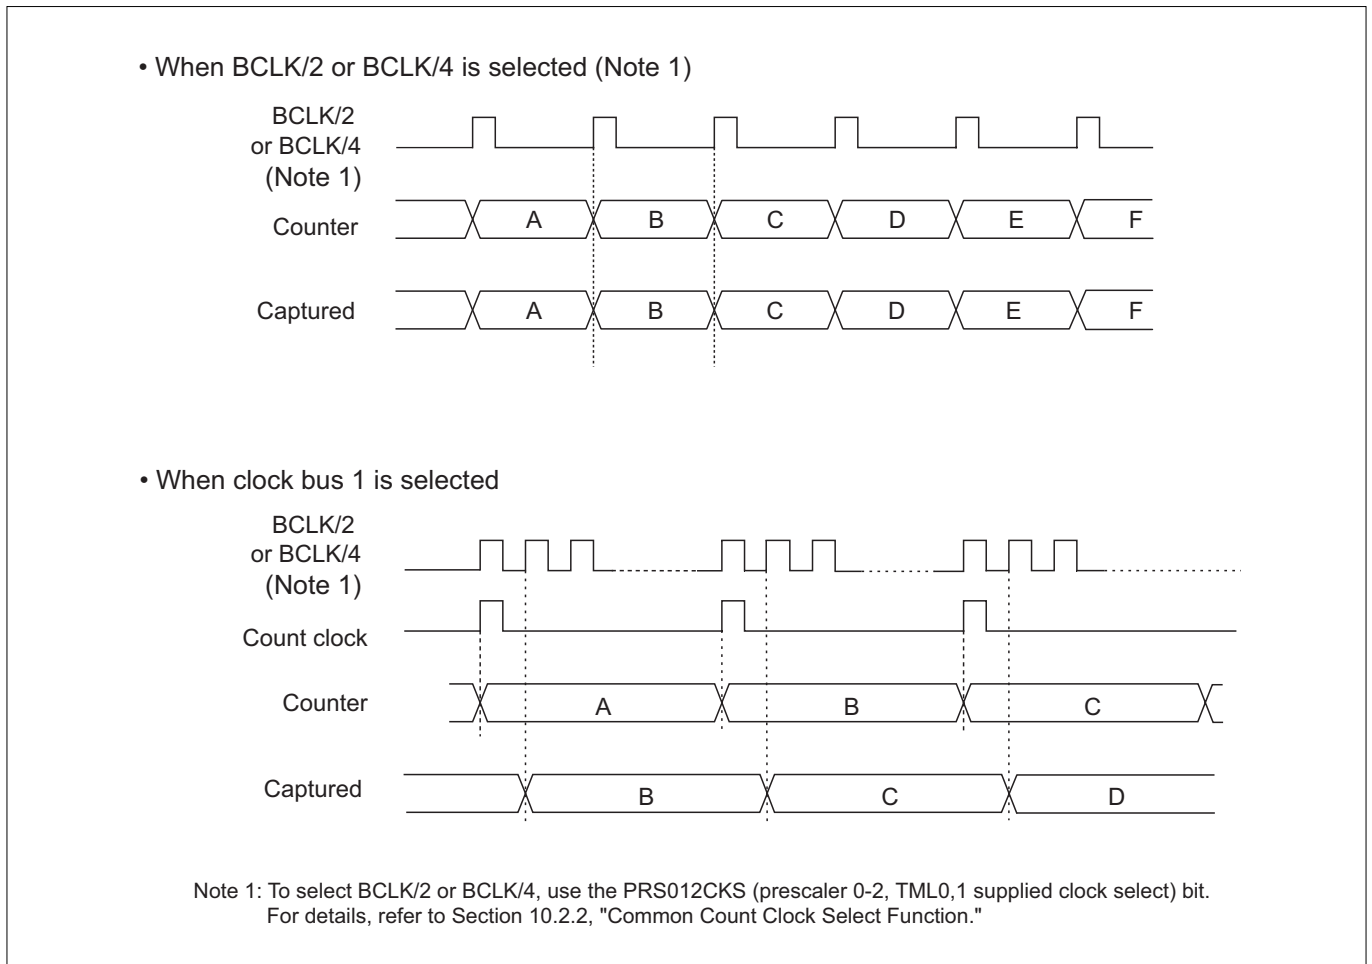 • When BCLK/2 or BCLK/4 is selected (Note 1)
BCLK/2
or BCLK/4
(Note 1)
Counter A B C D E F
Captured A B C D E F
• When clock bus 1 is selected
BCLK/2
or BCLK/4
(Note 1)
Count clock
Counter A B C
Captured B C D
Note 1: To select BCLK/2 or BCLK/4, use the PRS012CKS (prescaler 0-2, TML0,1 supplied clock select) bit.
For details, refer to Section 10.2.2, "Common Count Clock Select Function."